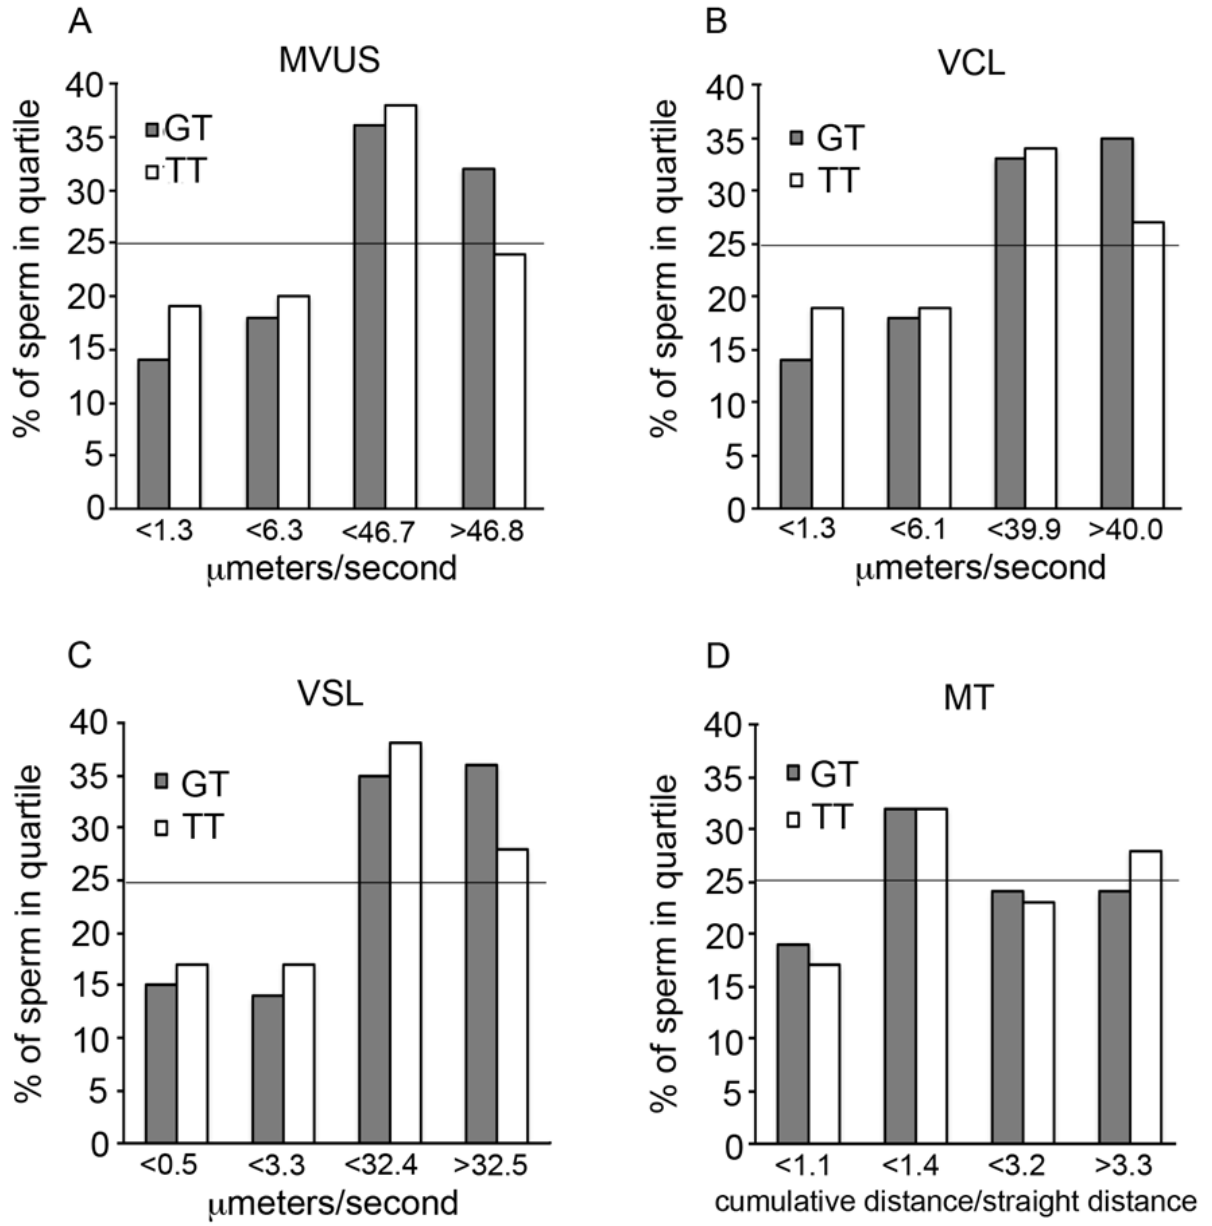 A
MVUS
% of sperm in quartile
40
35
30
25
20
15
10
5
0
GT
TT
<1.3 <6.3 <46.7 >46.8
μmeters/second
B
VCL
% of sperm in quartile
40
35
30
25
20
15
10
5
0
GT
TT
<1.3 <6.1 <39.9 >40.0
μmeters/second
C
VSL
% of sperm in quartile
40
35
30
25
20
15
10
5
0
GT
TT
<0.5 <3.3 <32.4 >32.5
μmeters/second
D
MT
% of sperm in quartile
40
35
30
25
20
15
10
5
0
GT
TT
<1.1 <1.4 <3.2 >3.3
cumulative distance/straight distance